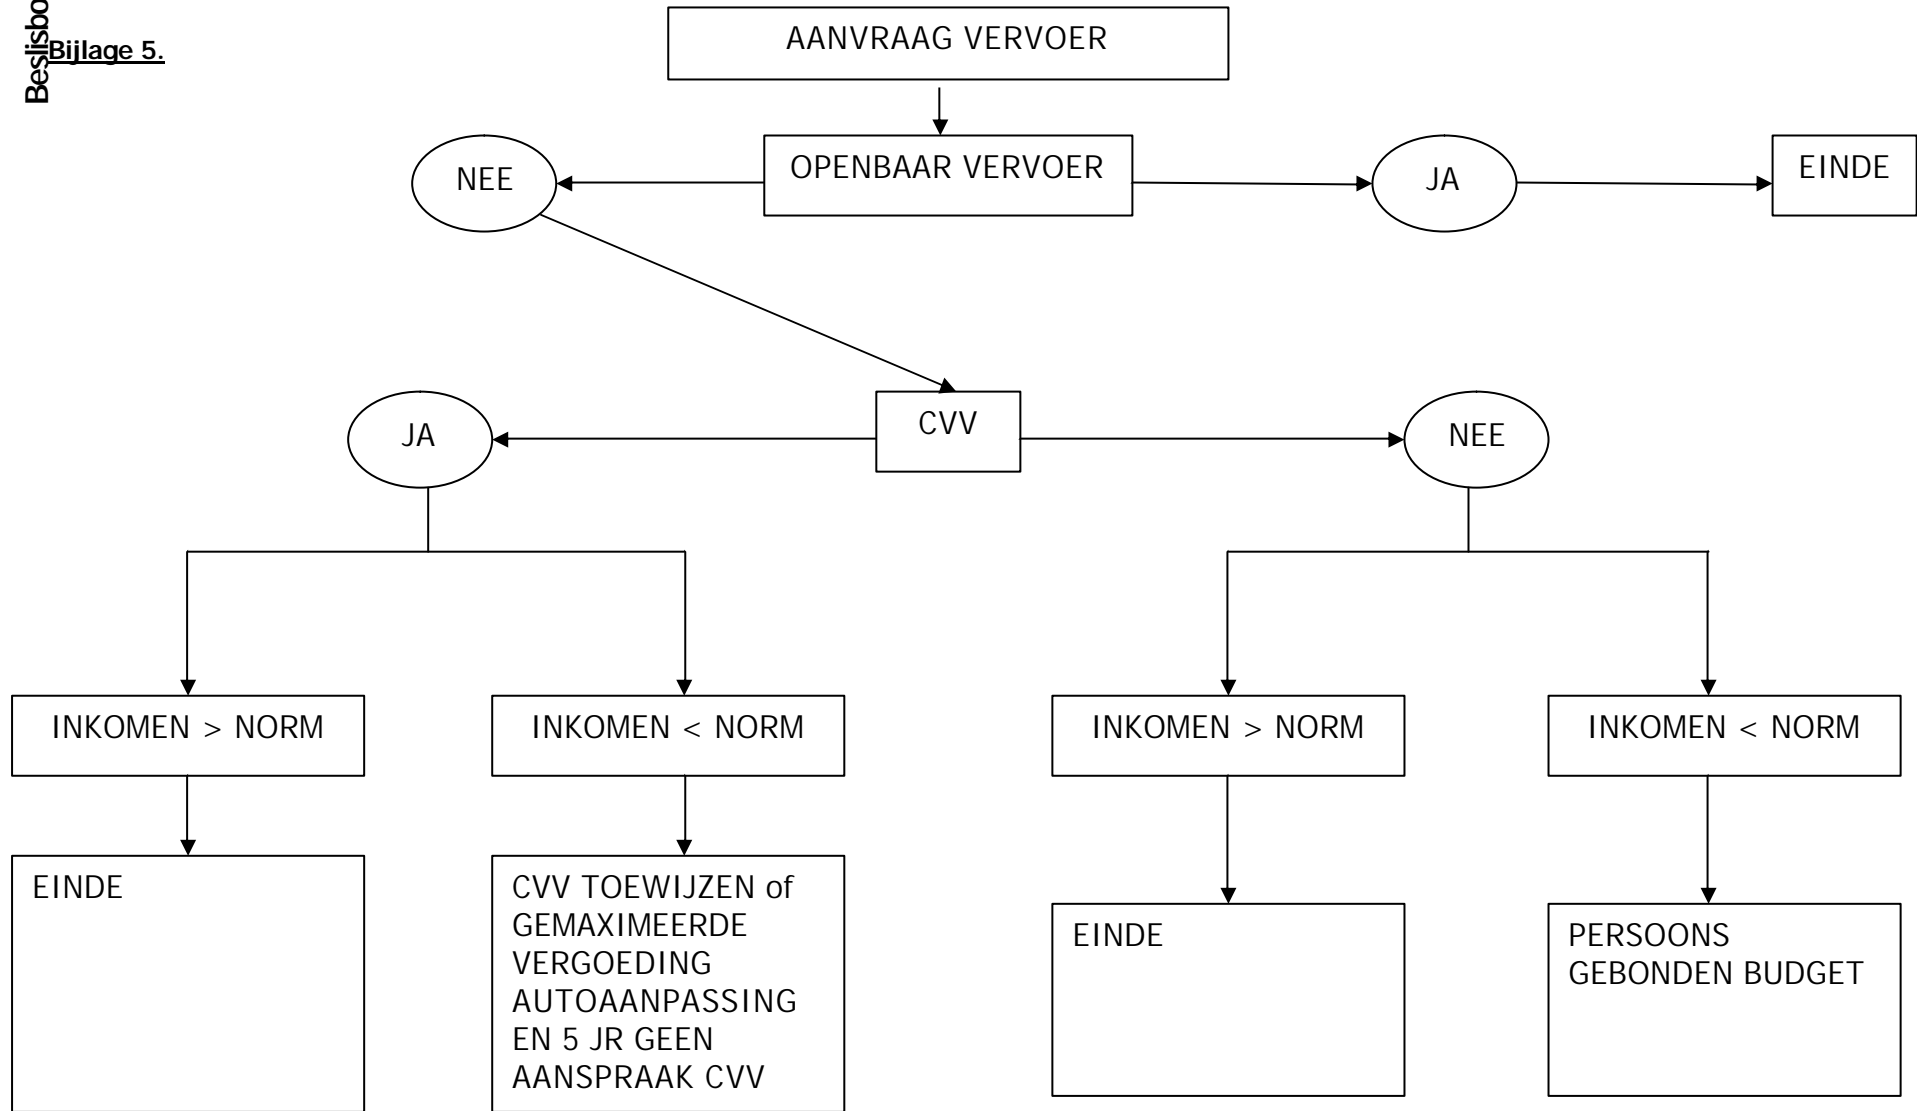 Bijlage 5.
AANVRAAG VERVOER
NEE
OPENBAAR VERVOER
JA
EINDE
JA
CVV
NEE
INKOMEN > NORM
INKOMEN < NORM
INKOMEN > NORM
INKOMEN < NORM
EINDE
CVV TOEWIJZEN of
GEMAXIMEERDE
VERGOEDING
AUTOAANPASSING
EN 5 JR GEEN
AANSPRAAK CVV
EINDE
PERSOONS
GEBONDEN BUDGET